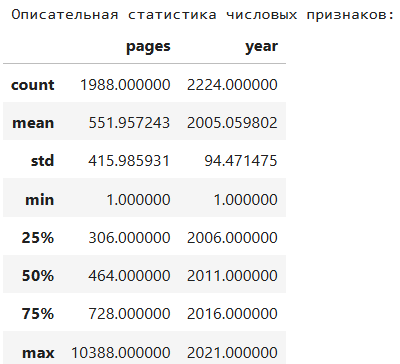 Описательная статистика числовых признаков:
pages year
count 1988.000000 2224.000000
mean 551.957243 2005.059802
std 415.985931 94.471475
min 1.000000 1.000000
25% 306.000000 2006.000000
50% 464.000000 2011.000000
75% 728.000000 2016.000000
max 10388.000000 2021.000000